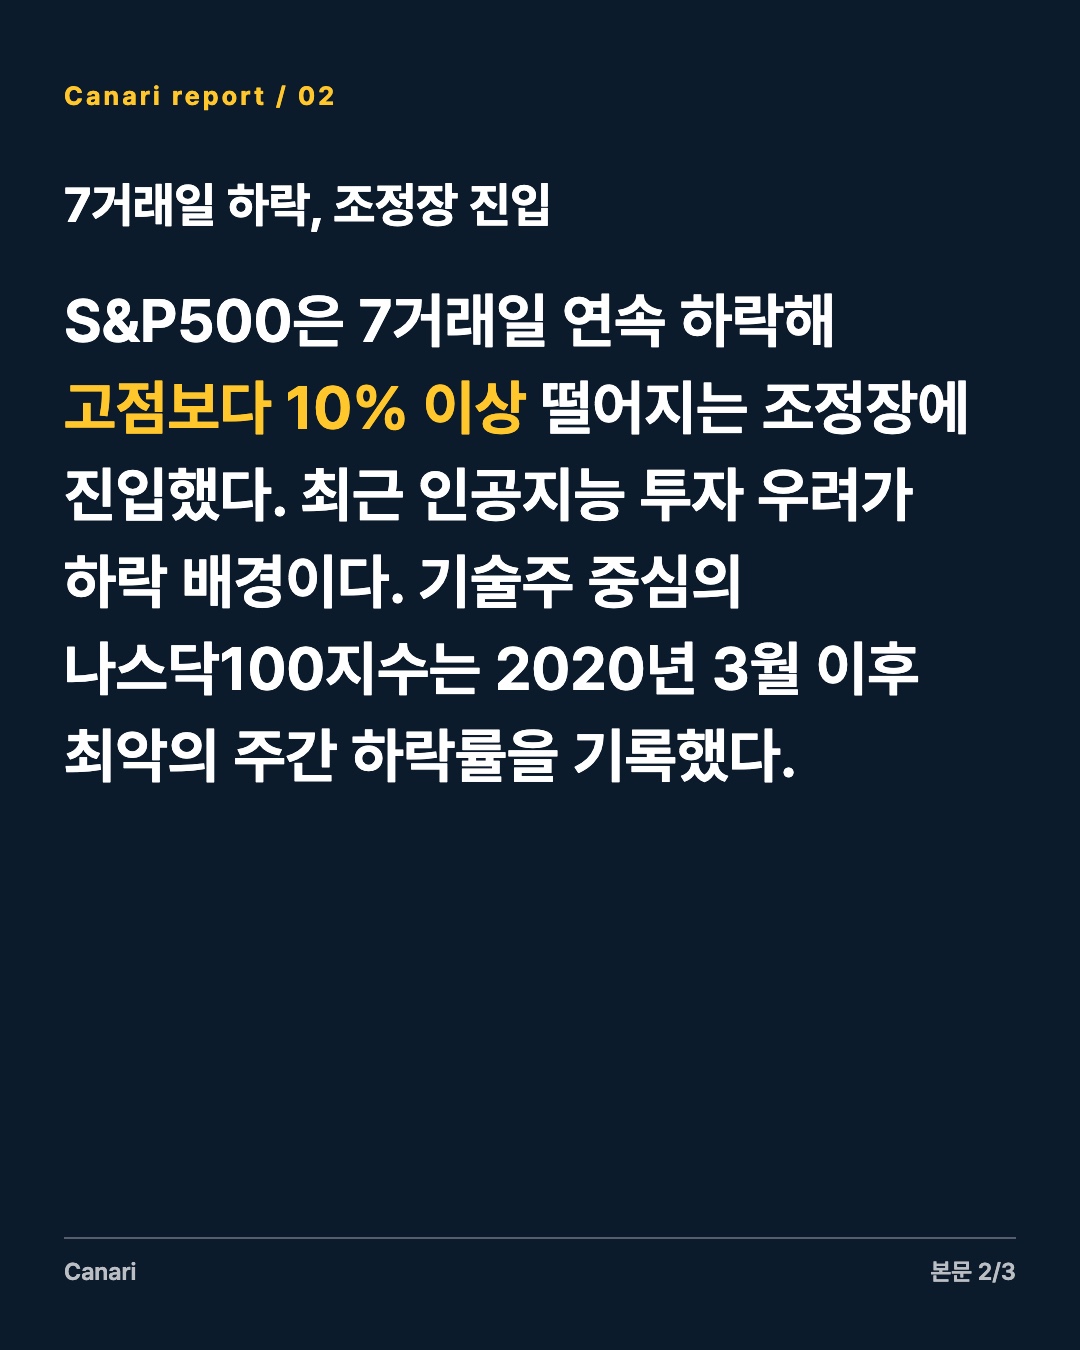 Canari report / 02
7거래일 하락, 조정장 진입
S&P500은 7거래일 연속 하락해
고점보다 10% 이상 떨어지는 조정장에
진입했다. 최근 인공지능 투자 우려가
하락 배경이다. 기술주 중심의
나스닥100지수는 2020년 3월 이후
최악의 주간 하락률을 기록했다.
Canari
본문 2/3